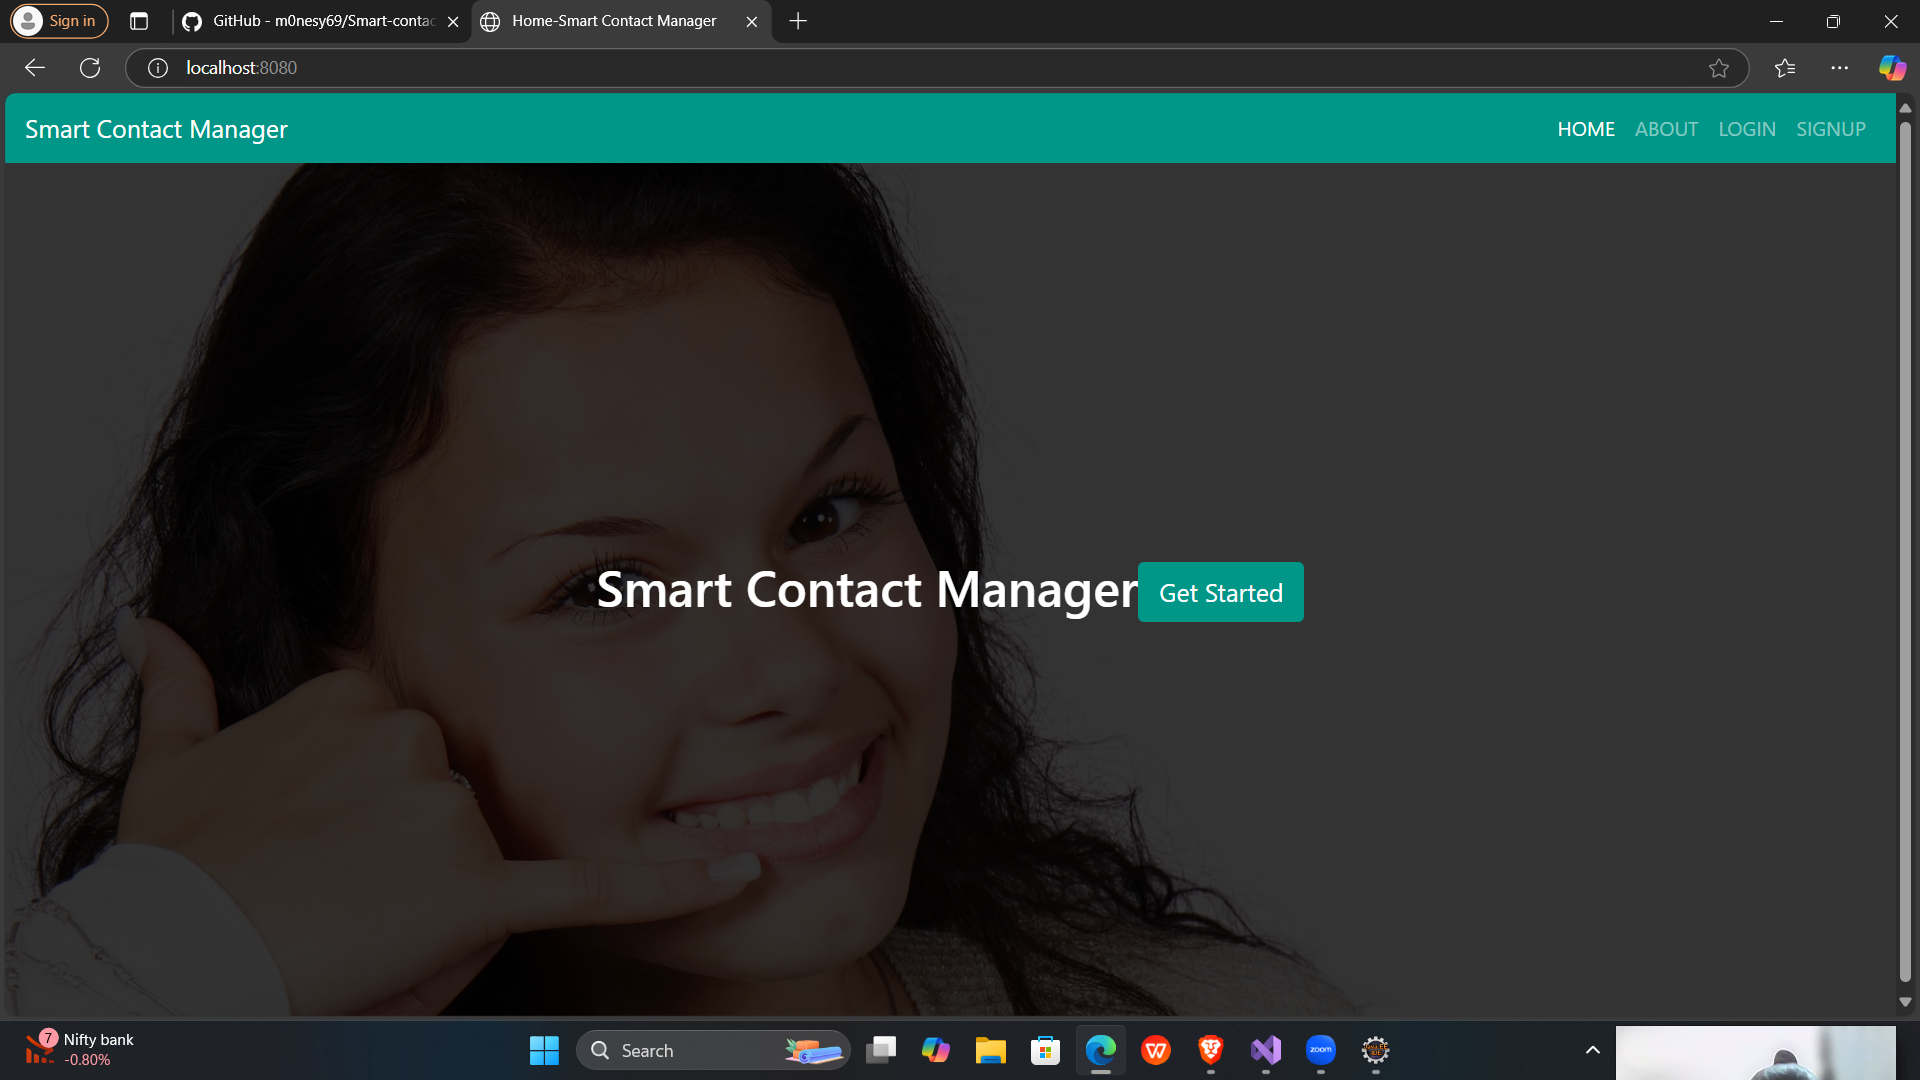 Sign in
GitHub - m0nesy69/Smart-contac
Home-Smart Contact Manager
localhost:8080
Smart Contact Manager
HOME ABOUT LOGIN SIGNUP
Smart Contact Manager
Get Started
7
Nifty bank
-0.80%
Search
W
zoom